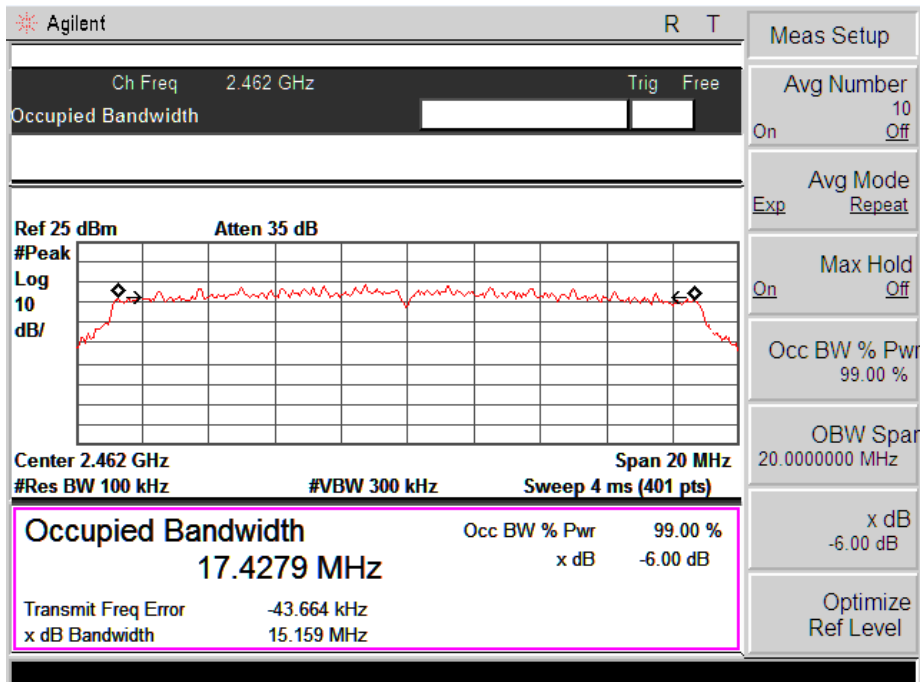 Agilent R T
Meas Setup
Ch Freq 2.462 GHz Trig Free
Occupied Bandwidth
Avg Number
10
On Off
Avg Mode
Exp Repeat
Max Hold
On Off
Occ BW % Pwr
99.00 %
OBW Span
20.0000000 MHz
x dB
-6.00 dB
Optimize
Ref Level
Ref 25 dBm Atten 35 dB
#Peak
Log
10
dB/
Center 2.462 GHz Span 20 MHz
#Res BW 100 kHz #VBW 300 kHz Sweep 4 ms (401 pts)
Occupied Bandwidth Occ BW % Pwr 99.00 %
17.4279 MHz x dB -6.00 dB
Transmit Freq Error -43.664 kHz
x dB Bandwidth 15.159 MHz